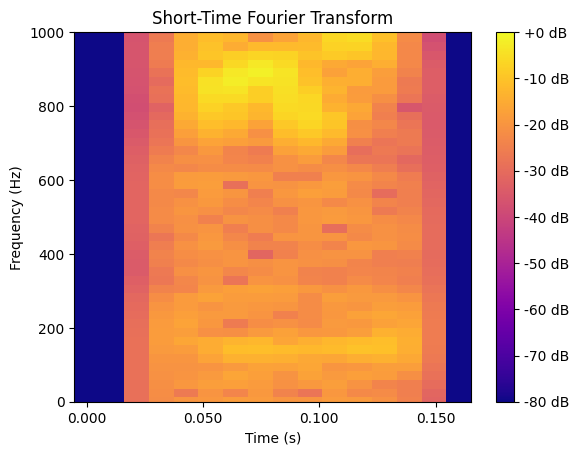 Short-Time Fourier Transform
1000
800
600
400
200
0
Frequency (Hz)
0.000
0.050
0.100
0.150
Time (s)
+0 dB
-10 dB
-20 dB
-30 dB
-40 dB
-50 dB
-60 dB
-70 dB
-80 dB